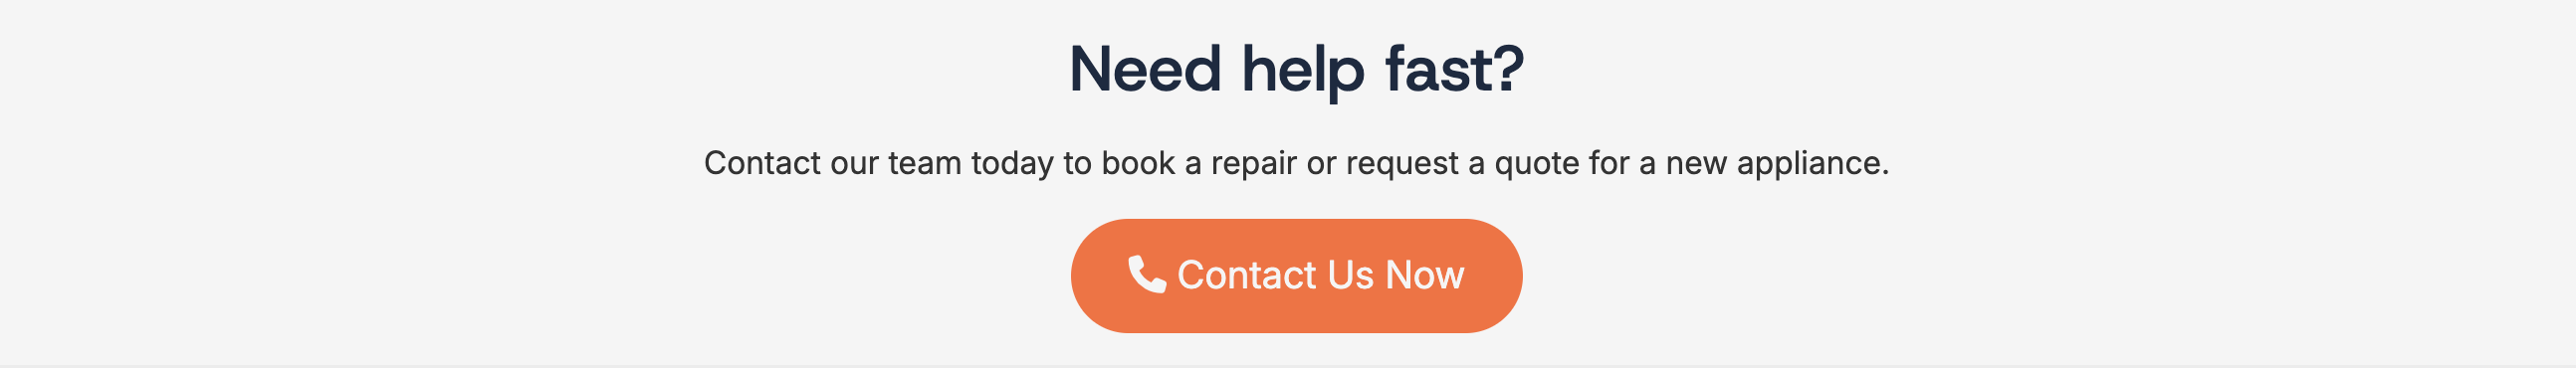 Need help fast?
Contact our team today to book a repair or request a quote for a new appliance.
Contact Us Now